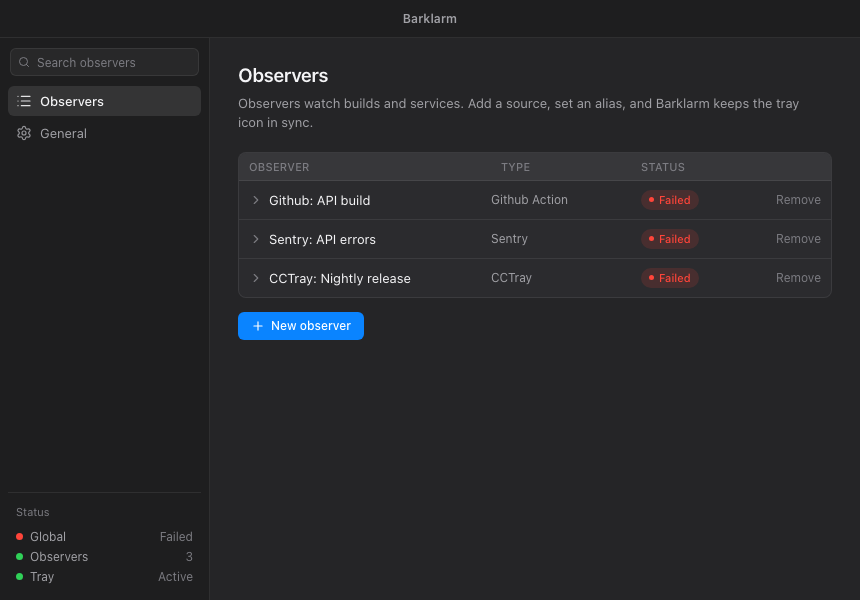 Barklarm
Search observers
Observers
General
Status
Global Failed
Observers 3
Tray Active
Observers
Observers watch builds and services. Add a source, set an alias, and Barklarm keeps the tray
icon in sync.
OBSERVER TYPE STATUS
Github: API build Github Action Failed Remove
Sentry: API errors Sentry Failed Remove
CCTray: Nightly release CCTray Failed Remove
New observer